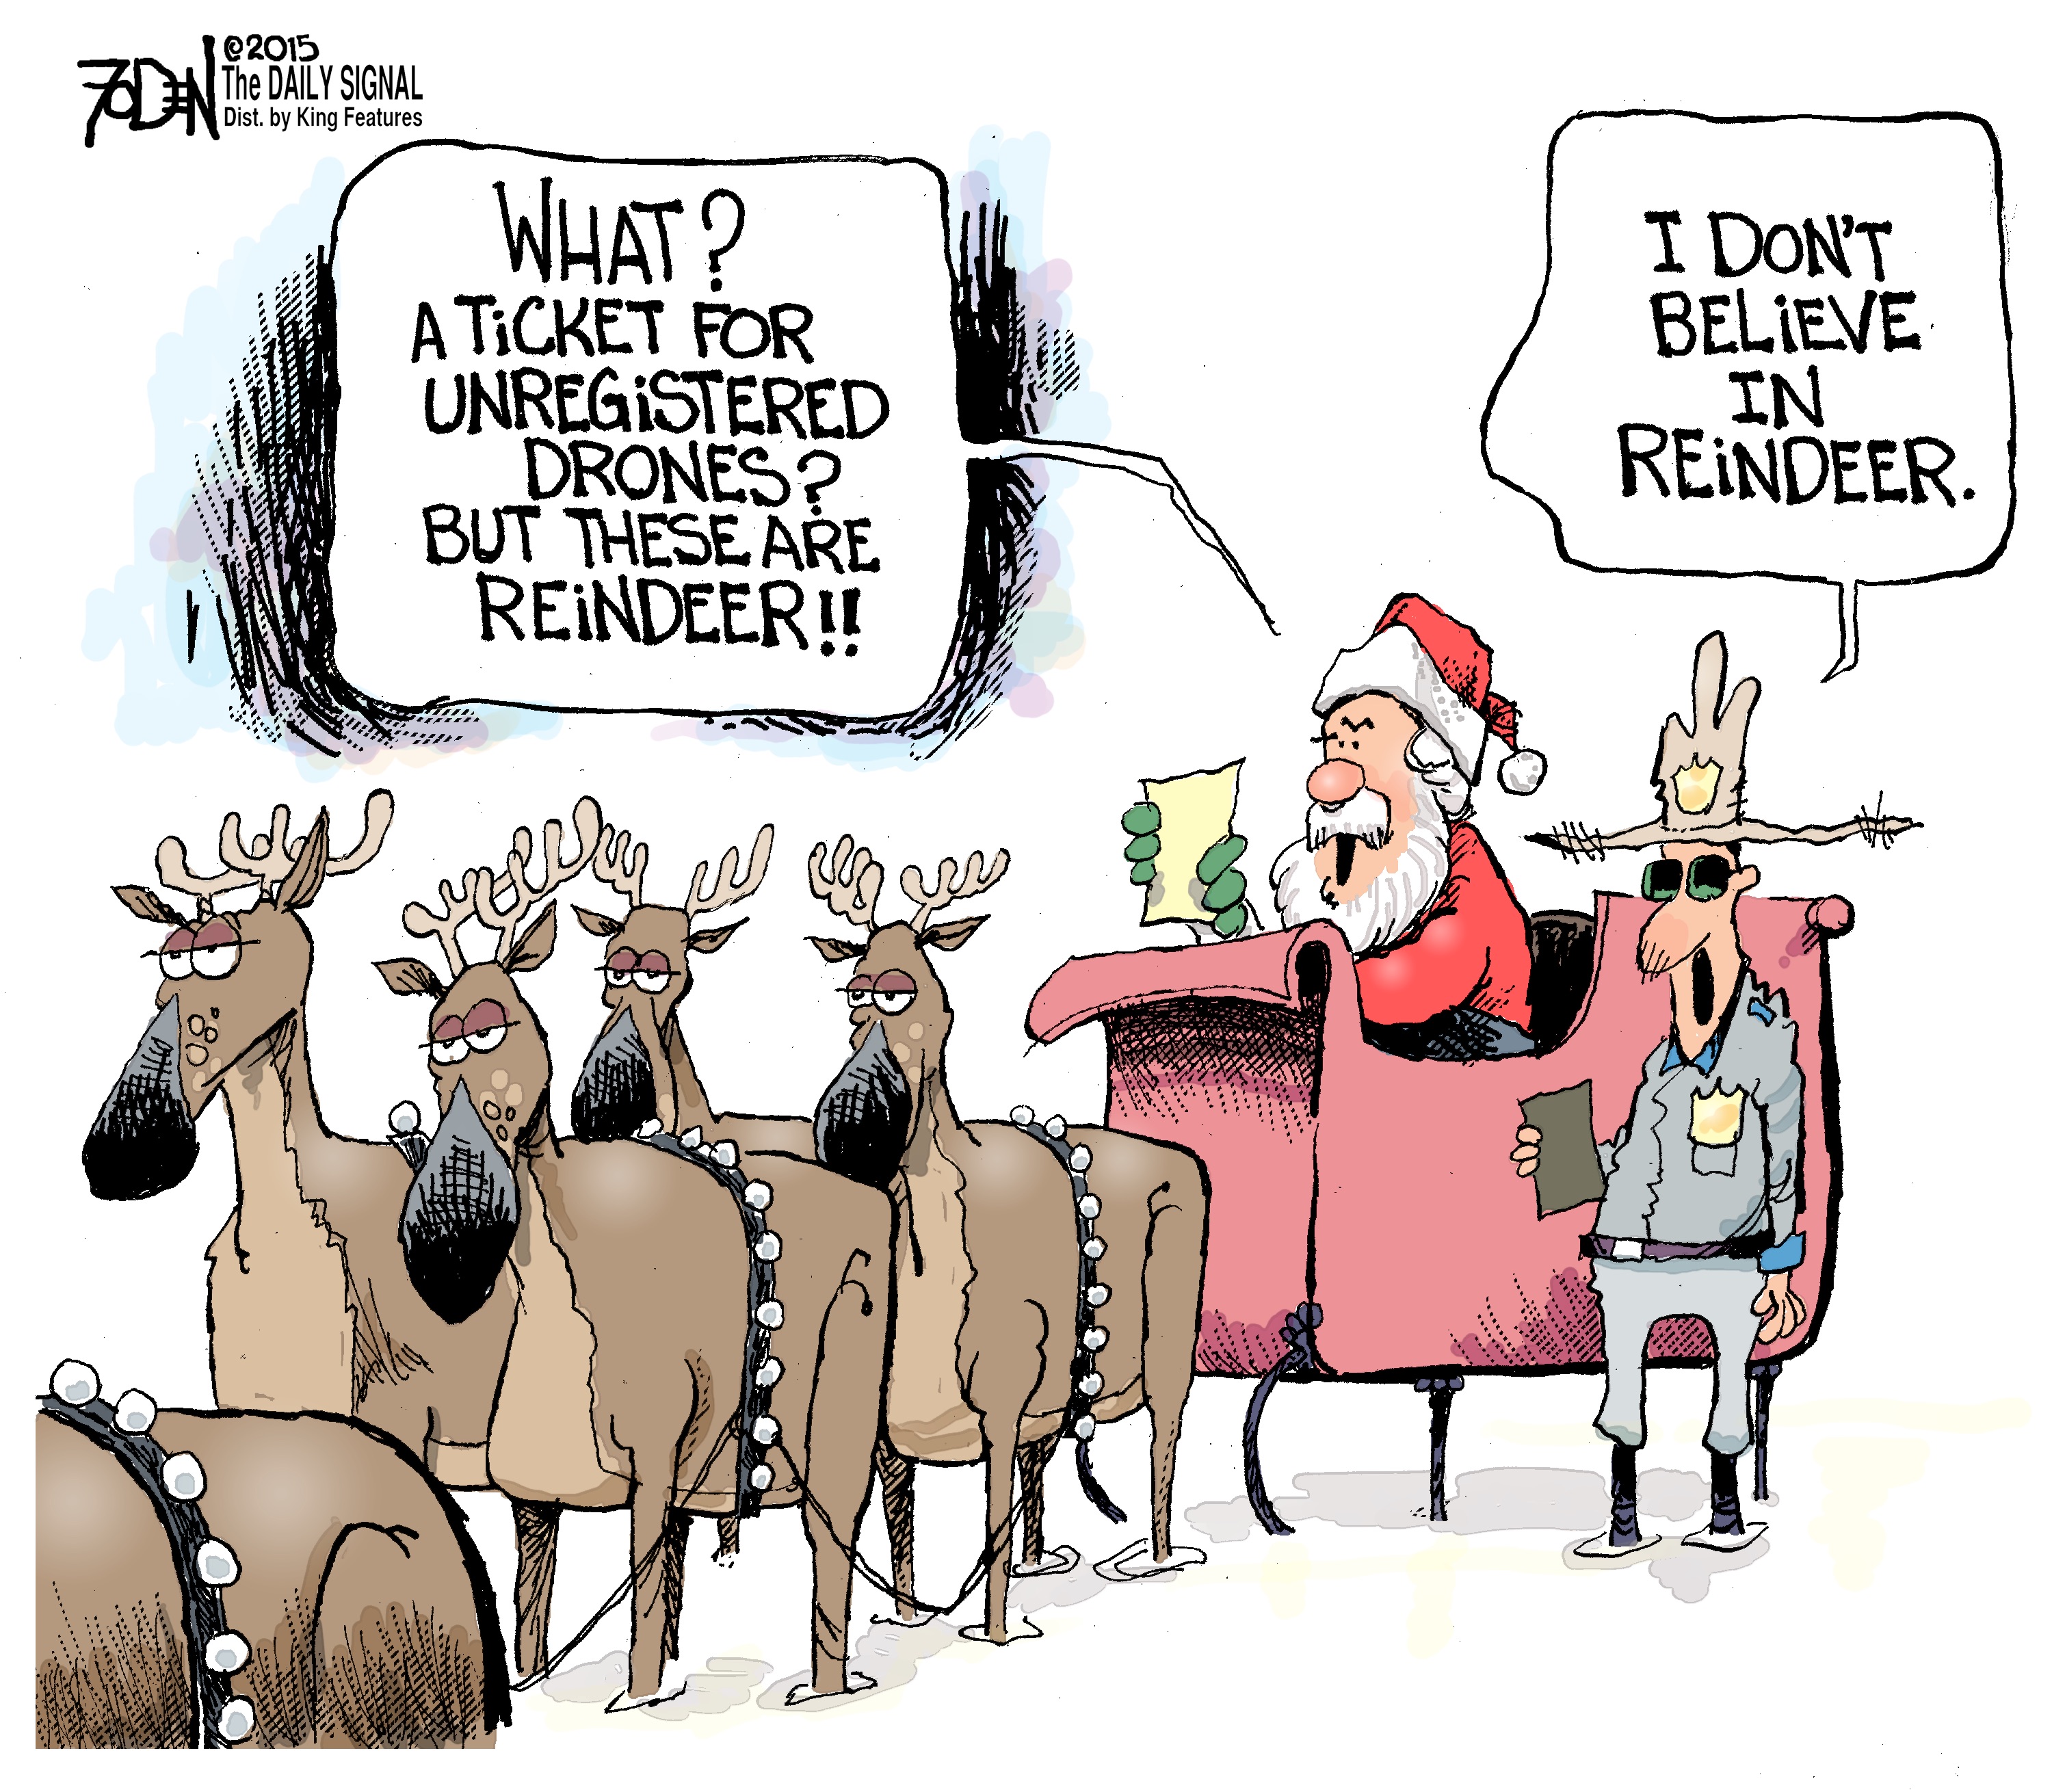 ©2015
FODEN The DAILY SIGNAL
Dist. by King Features
WHAT?
A TiCKET FOR
UNREGiSTERED
DRONES?
BUT THESE ARE
REiNDEER!!
I DON'T
BELiEVE
IN
REiNDEER.